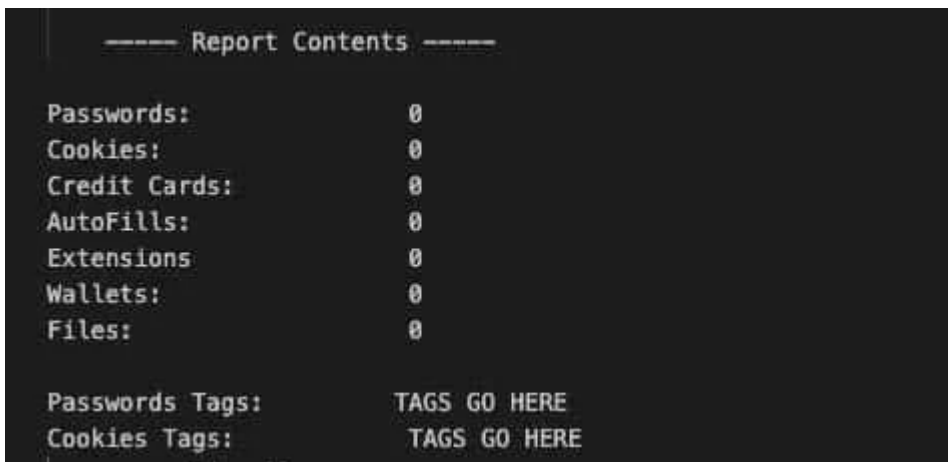 ----- Report Contents -----
Passwords: 0
Cookies: 0
Credit Cards: 0
AutoFills: 0
Extensions 0
Wallets: 0
Files: 0
Passwords Tags: TAGS GO HERE
Cookies Tags: TAGS GO HERE